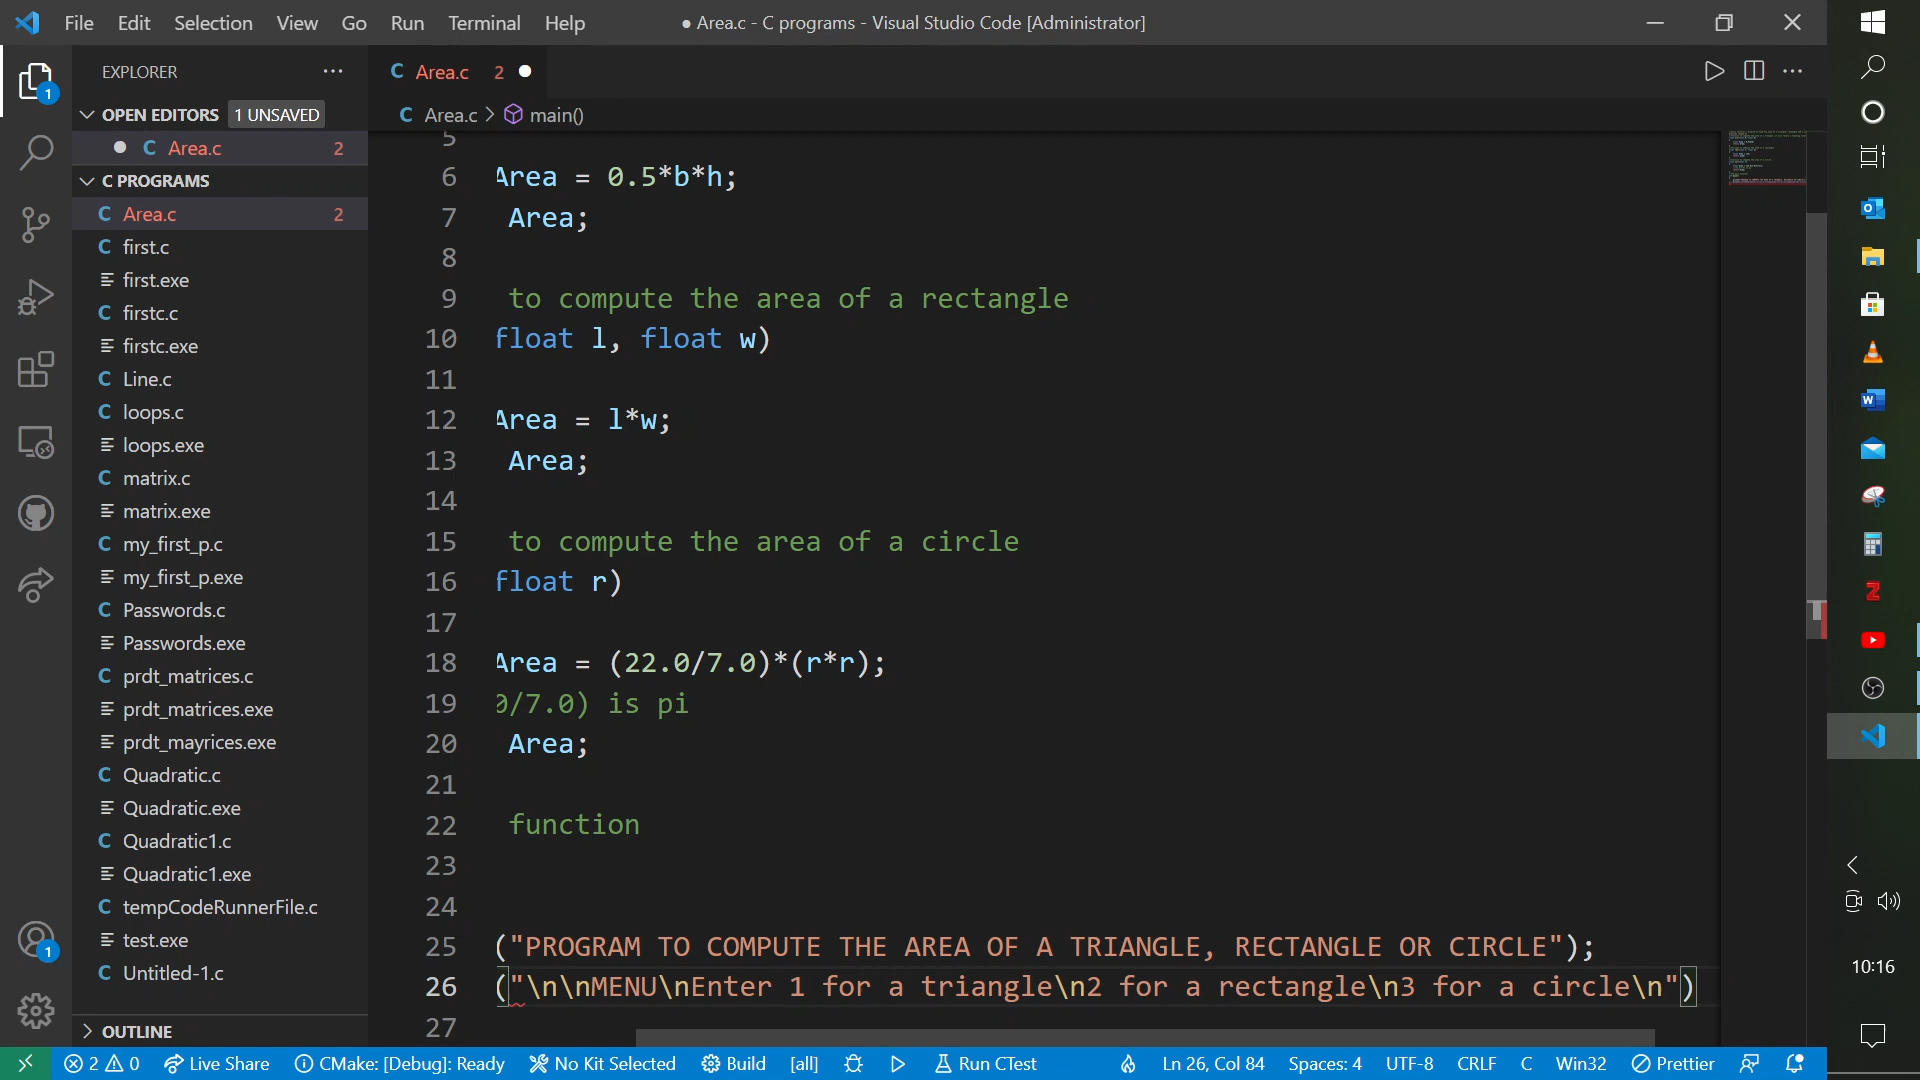 File Edit Selection View Go Run Terminal Help ● Area.c - C programs - Visual Studio Code [Administrator]
EXPLORER ···
C Area.c 2
OPEN EDITORS 1 UNSAVED
C Area.c > main()
C Area.c 2
C PROGRAMS
C Area.c 2
C first.c
first.exe
C firstc.c
firstc.exe
C Line.c
C loops.c
loops.exe
C matrix.c
matrix.exe
C my_first_p.c
my_first_p.exe
C Passwords.c
Passwords.exe
C prdt_matrices.c
prdt_matrices.exe
prdt_mayrices.exe
C Quadratic.c
Quadratic.exe
C Quadratic1.c
Quadratic1.exe
C tempCodeRunnerFile.c
test.exe
C Untitled-1.c
OUTLINE
5
6 Area = 0.5*b*h;
7 Area;
8
9 to compute the area of a rectangle
10 float l, float w)
11
12 Area = l*w;
13 Area;
14
15 to compute the area of a circle
16 float r)
17
18 Area = (22.0/7.0)*(r*r);
19 0/7.0) is pi
20 Area;
21
22 function
23
24
25 ("PROGRAM TO COMPUTE THE AREA OF A TRIANGLE, RECTANGLE OR CIRCLE");
26 ("\n\nMENU\nEnter 1 for a triangle\n2 for a rectangle\n3 for a circle\n")
27
1
1
2 0 Live Share CMake: [Debug]: Ready No Kit Selected Build [all] Run CTest Ln 26, Col 84 Spaces: 4 UTF-8 CRLF C Win32 Prettier
10:16